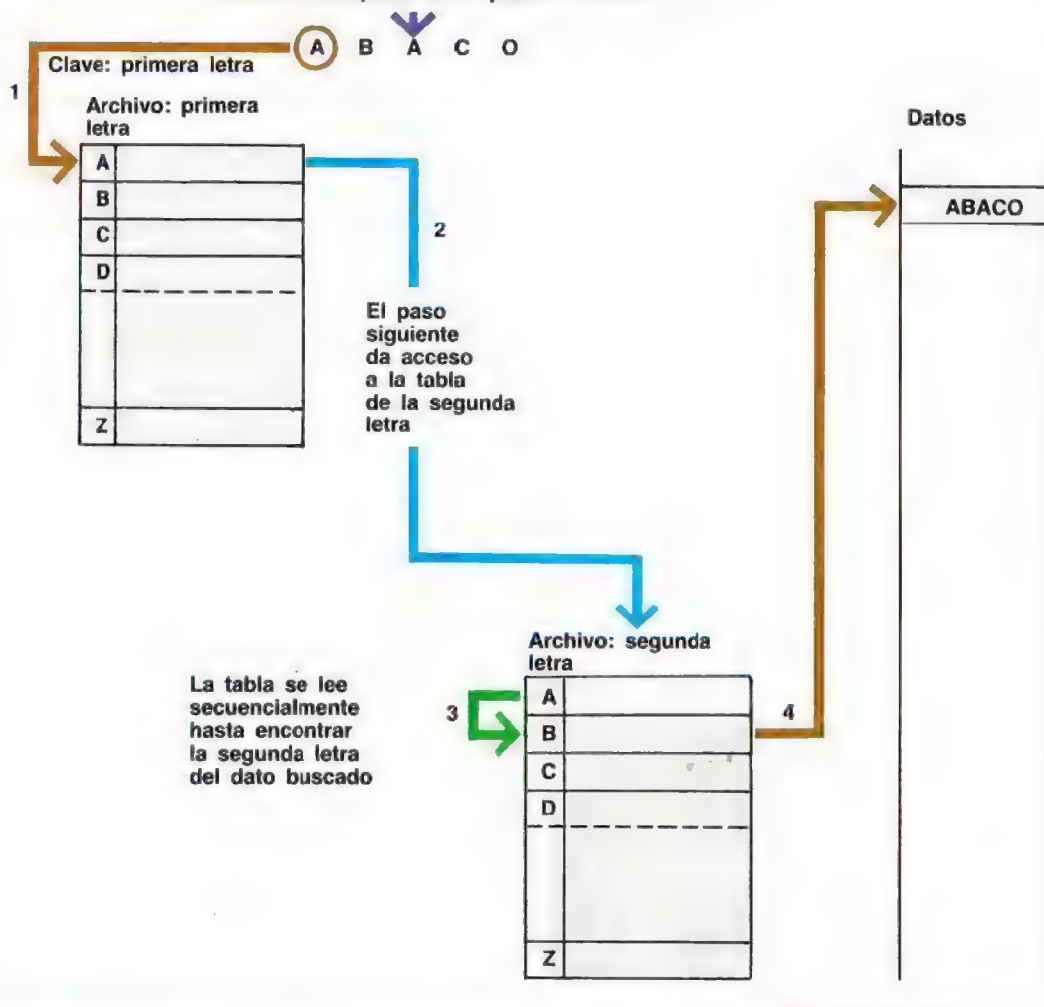 A B A C O
Clave: primera letra
1
Archivo: primera
letra
A
B
C
D
Z
2
El paso
siguiente
da acceso
a la tabla
de la segunda
letra
Datos
ABACO
Archivo: segunda
letra
A
B
C
D
Z
La tabla se lee
secuencialmente
hasta encontrar
la segunda letra
del dato buscado
3
4